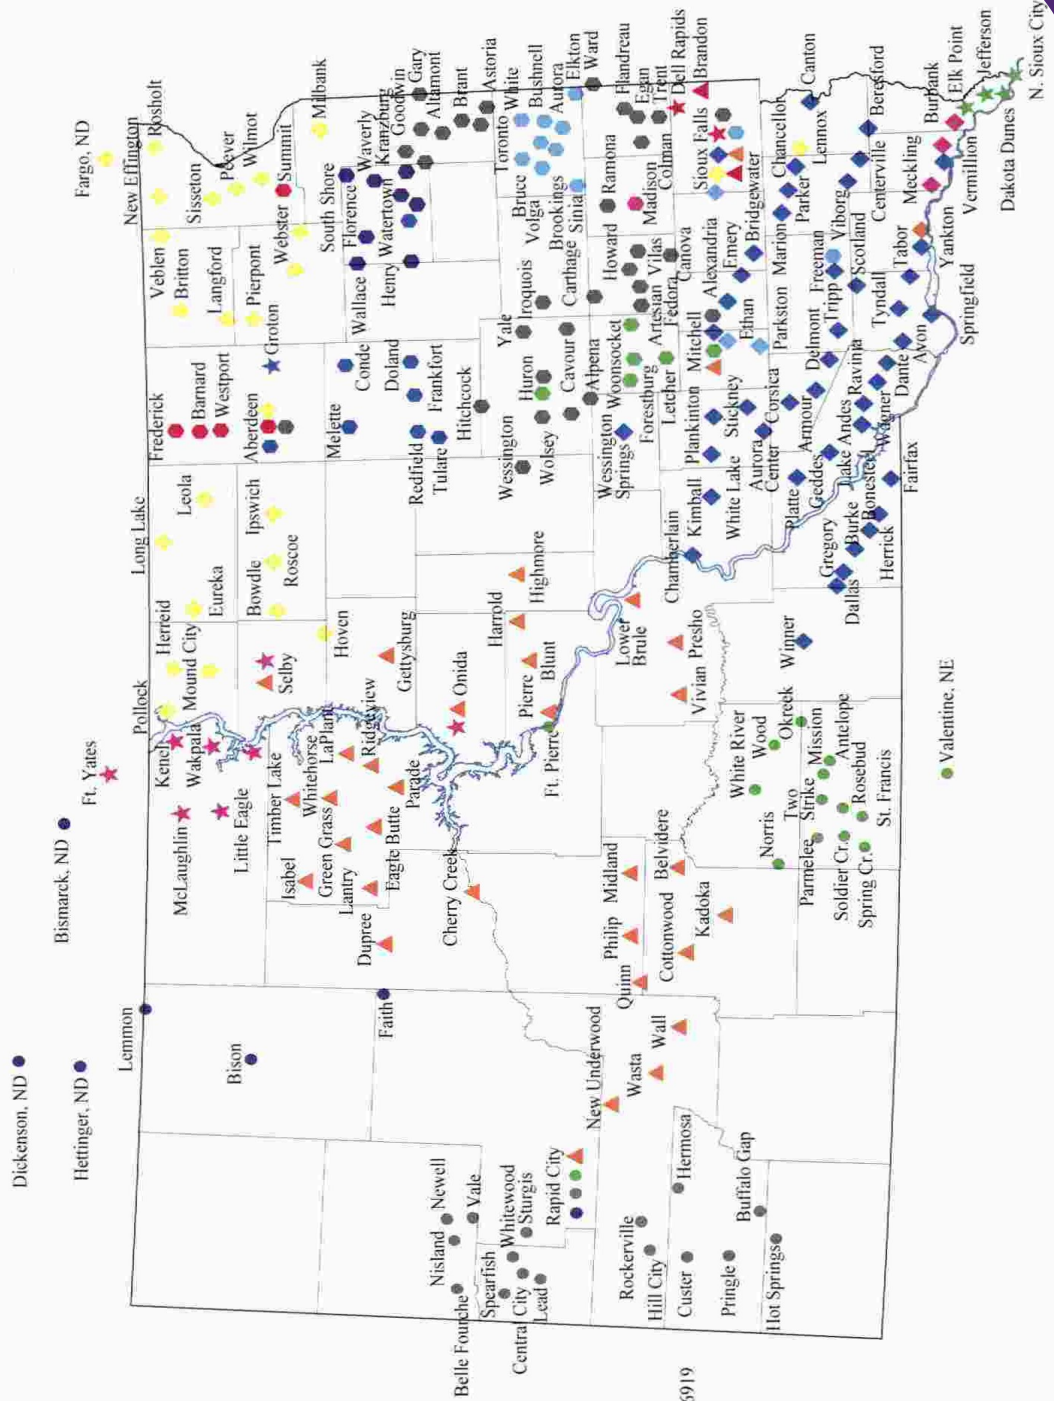 Dickenson, ND
Hettinger, ND
Bismarck, ND
Ft. Yates
Fargo, ND
Lemmon
Bison
Faith
Pollock
Kenel
Wakpala
McLaughlin
Little Eagle
Timber Lake
Isabel
Whitehorse
LaPlant
Ridgeview
Green Grass
Lantry
Eagle Butte
Parade
Dupree
Cherry Creek
Herreid
Mound City
Long Lake
Eureka
Leola
Bowdle
Roscoe
Ipswich
Selby
Hoven
Gettysburg
Onida
Frederick
Barnard
Westport
Aberdeen
Groton
New Effington
Rosholt
Veblen
Britton
Sisseton
Peever
Wilmot
Langford
Pierpont
Webster
Summit
Milbank
South Shore
Florence
Waverly
Wallace
Henry
Watertown
Kranzburg
Goodwin
Gary
Altamont
Brant
Astoria
White
Toronto
Bushnell
Aurora
Elkton
Ward
Bruce
Volga
Brookings
Sinia
Melette
Conde
Doland
Redfield
Frankfort
Tulare
Hitchcock
Yale
Iroquois
Huron
Cavour
Carthage
Wessington
Wolsey
Alpena
Wessington
Springs
Woonsocket
Forestburg
Letcher
Artesian
Fedora
Howard
Vilas
Canova
Ramona
Madison
Colman
Flandreau
Egan
Trent
Dell Rapids
Brandon
Sioux Falls
Harrold
Highmore
Pierre
Blunt
Ft. Pierre
Lower
Brule
Vivian
Presho
Chamberlain
Kimball
White Lake
Plankinton
Stickney
Mitchell
Alexandria
Emery
Bridgewater
Ethan
Aurora
Center
Corsica
Armour
Parkston
Delmont
Tripp
Freeman
Marion
Parker
Chancellor
Lennox
Canton
Viborg
Centerville
Beresford
Scotland
Tyndall
Tabor
Avon
Dante
Ravinia
Wagner
Lake Andes
Geddes
Platte
Springfield
Yankton
Meckling
Vermillion
Burbank
Elk Point
Jefferson
Dakota Dunes
N. Sioux City
Gregory
Dallas
Burke
Herrick
Bonesteel
Fairfax
Winner
Okreek
Wood
White River
Mission
Antelope
Rosebud
St. Francis
Two
Strike
Parmelee
Soldier Cr.
Spring Cr.
Norris
Valentine, NE
Midland
Belvidere
Kadoka
Philip
Cottonwood
Quinn
Wall
Wasta
New Underwood
Rapid City
Hermosa
Buffalo Gap
Hot Springs
Pringle
Custer
Hill City
Rockerville
Newell
Nisland
Vale
Belle Fourche
Whitewood
Sturgis
Spearfish
Central City
Lead